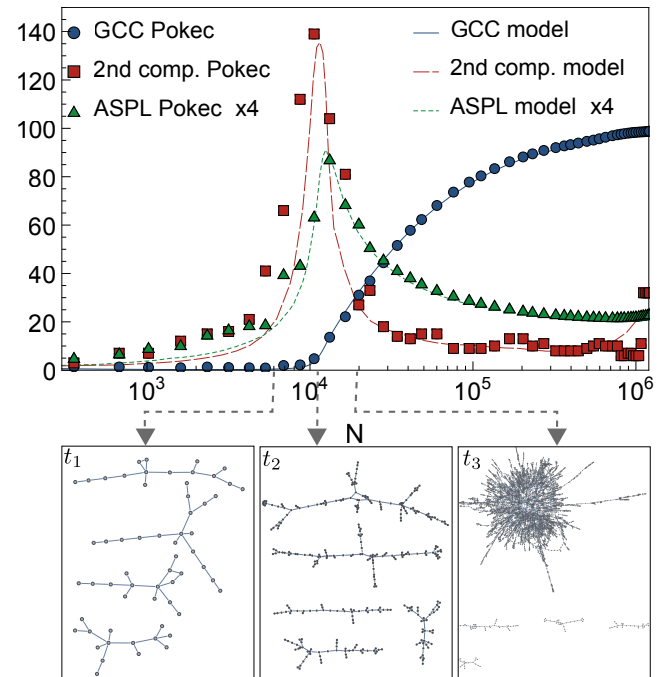 140
120
100
80
60
40
20
0
GCC Pokec
2nd comp. Pokec
ASPL Pokec x4
GCC model
2nd comp. model
ASPL model x4
10³ 10⁴ 10⁵ 10⁶
N
t₁ t₂ t₃